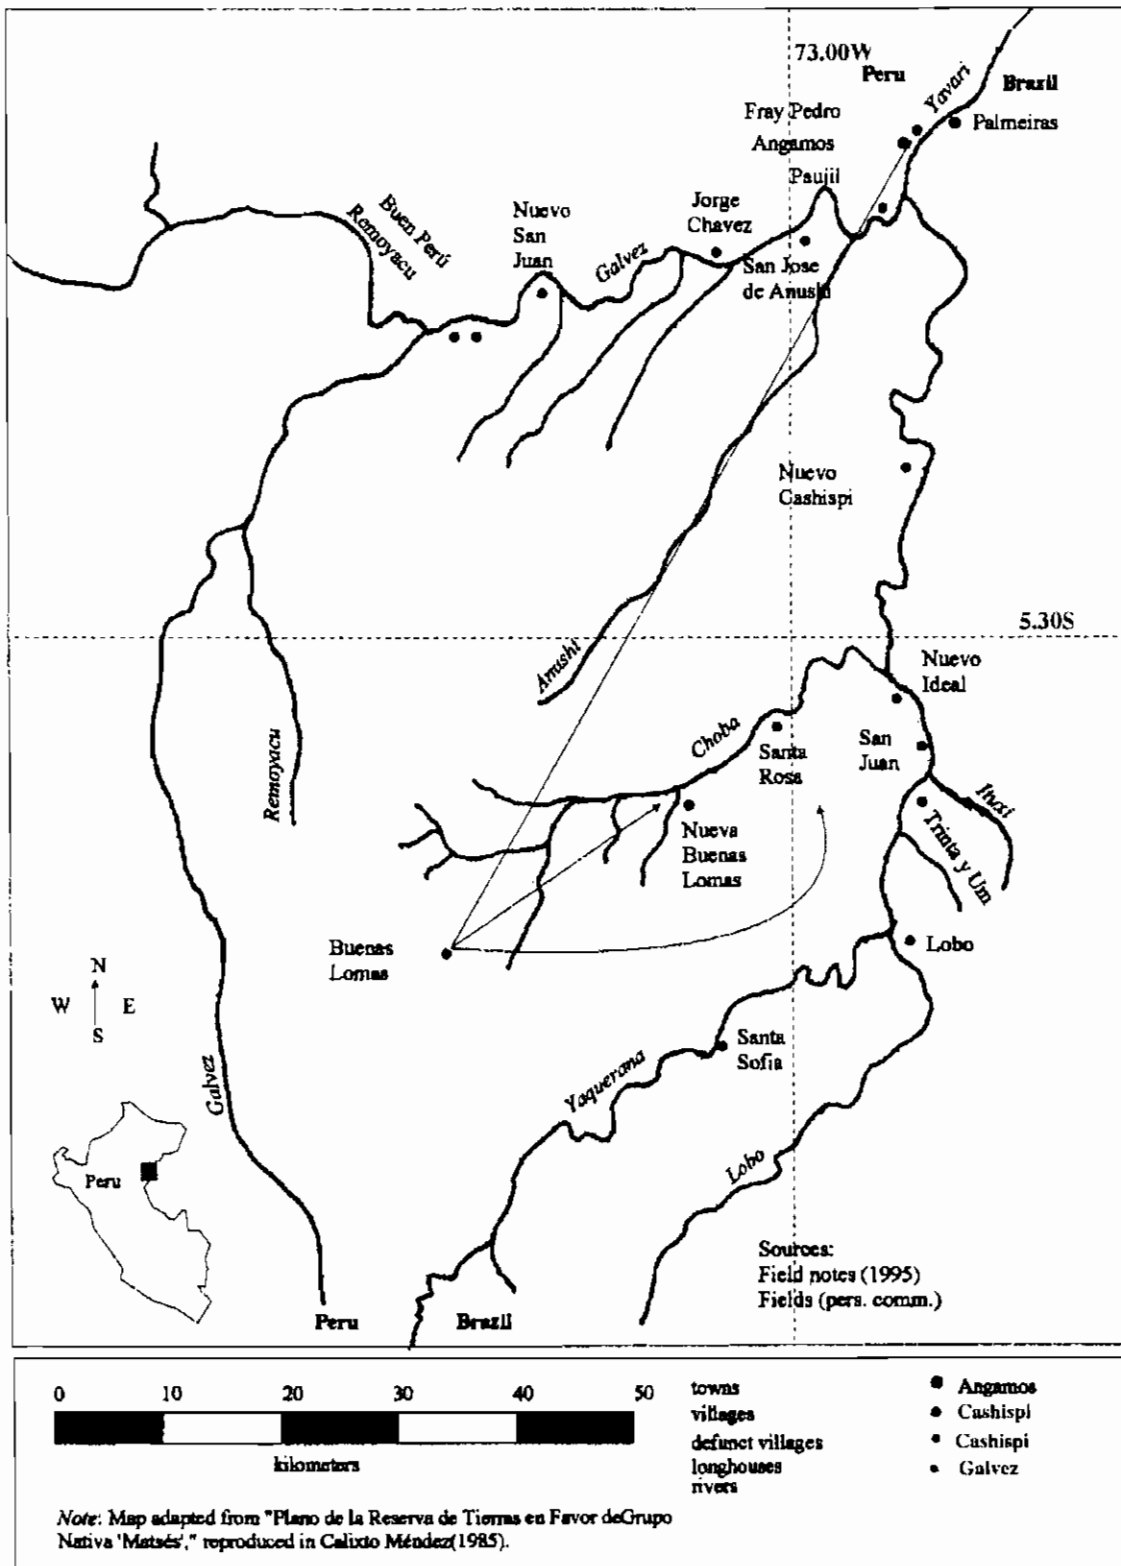 73.00W
Peru
Brazil
Yavari
Fray Pedro
Angamos
Palmeiras
Paujil
Buen Perú
Remoyacu
Nuevo
San
Juan
Galvez
Jorge
Chavez
San Jose
de Anushi
Nuevo
Cashispi
5.30S
Anushi
Nuevo
Ideal
Remoyacu
Choba
Santa
Rosa
San
Juan
Ituxi
Trinta y Um
Nueva
Buenas
Lomas
Buenas
Lomas
Lobo
N
W E
S
Galvez
Yaquerana
Santa
Sofia
Lobo
Peru
Sources:
Field notes (1995)
Fields (pers. comm.)
Peru
Brazil
0 10 20 30 40 50
kilometers
towns
villages
defunct villages
longhouses
rivers
Angamos
Cashispi
Cashispi
Galvez
Note: Map adapted from "Plano de la Reserva de Tierras en Favor deGrupo
Nativa 'Matsés'," reproduced in Calixto Méndez(1985).